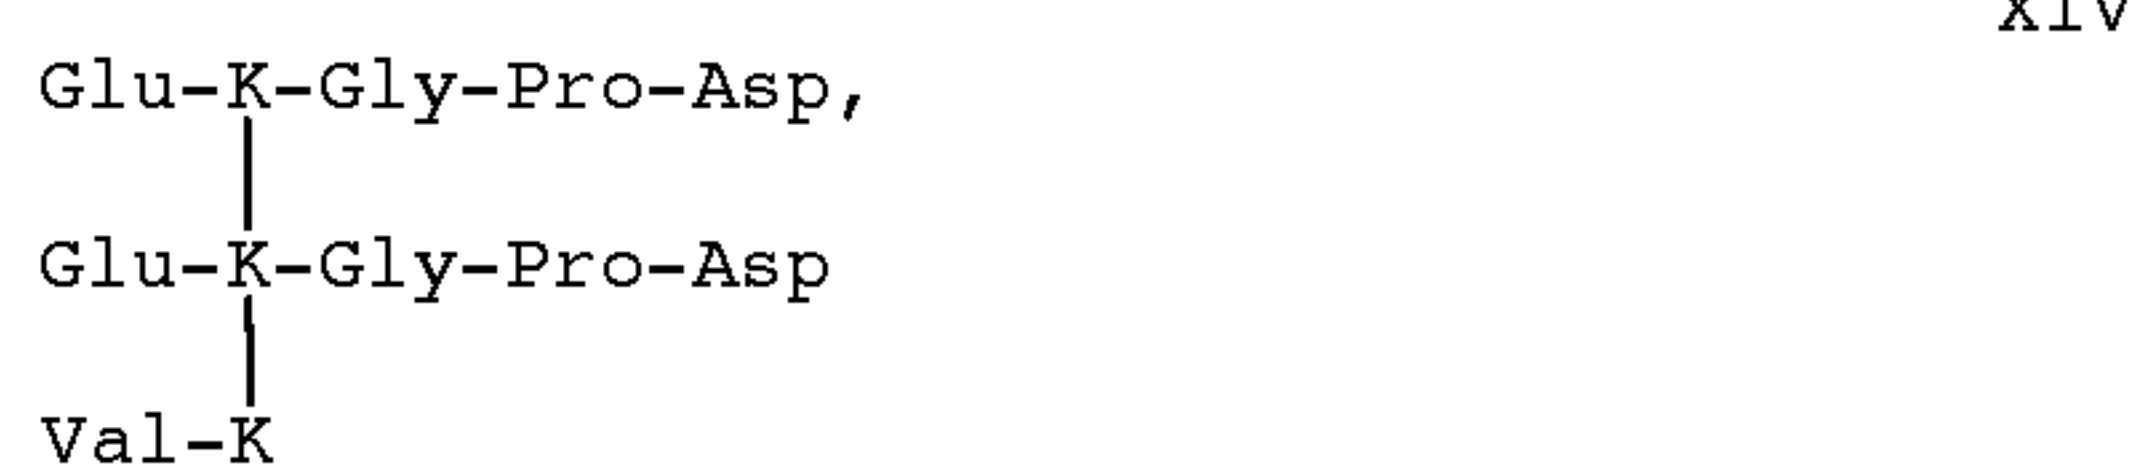 xiv
Glu-K-Gly-Pro-Asp,
Glu-K-Gly-Pro-Asp
Val-K